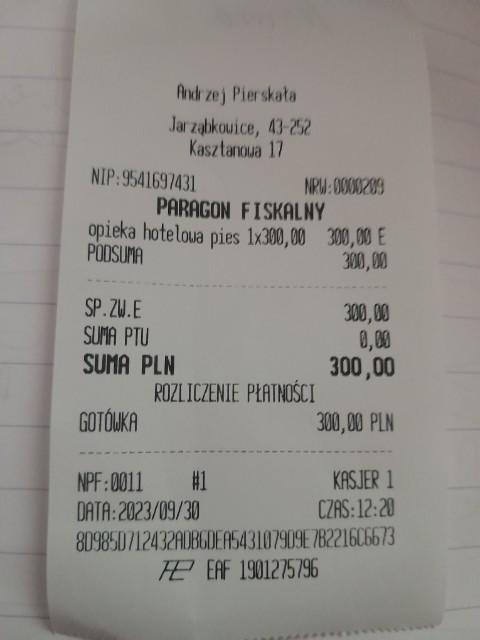 Andrzej Pierskała
Jarząbkowice, 43-252
Kasztanowa 17
NIP:9541697431 NRW:0000209
PARAGON FISKALNY
opieka hotelowa pies 1x300,00 300,00 E
PODSUMA 300,00
SP.ZW.E 300,00
SUMA PTU 0,00
SUMA PLN 300,00
ROZLICZENIE PŁATNOŚCI
GOTÓWKA 300,00 PLN
NPF:0011 #1 KASJER 1
DATA:2023/09/30 CZAS:12:20
8D985D712432ADBGDEA5431079D9E7B2216C6673
EAF 1901275796